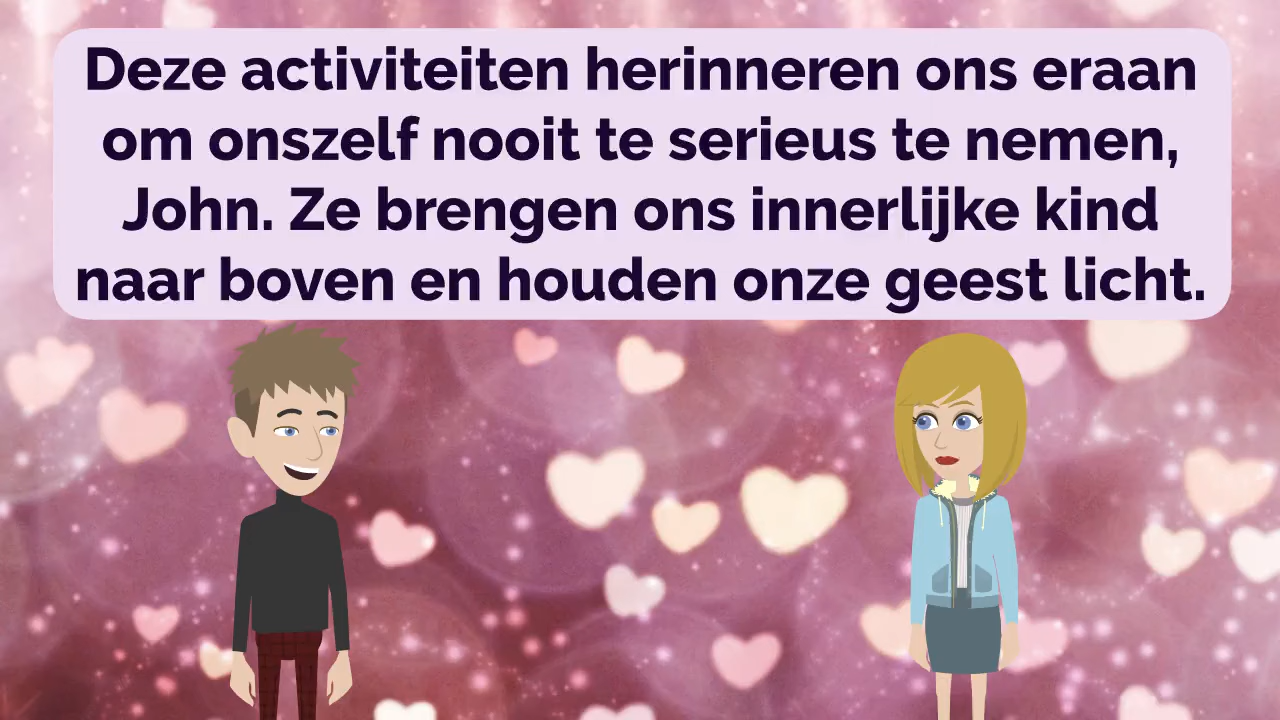 Deze activiteiten herinneren ons eraan
om onszelf nooit te serieus te nemen,
John. Ze brengen ons innerlijke kind
naar boven en houden onze geest licht.